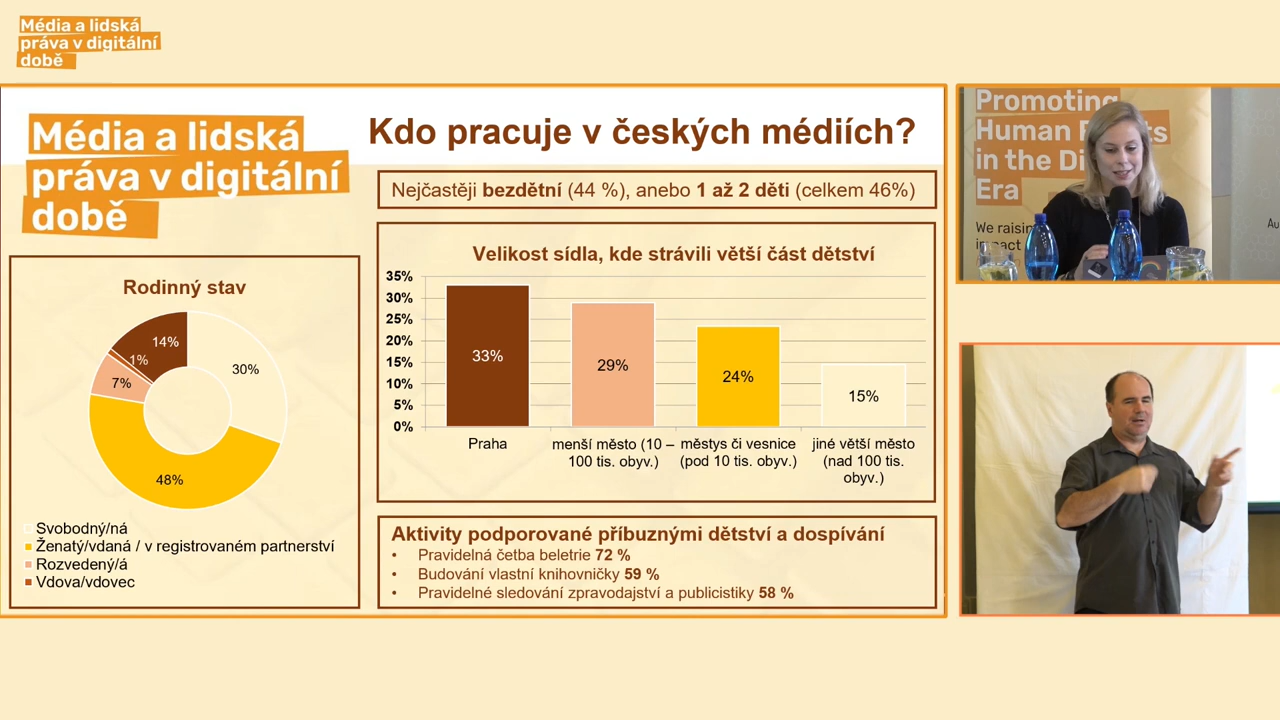 Média a lidská
práva v digitální
době
Média a lidská
práva v digitální
době
Kdo pracuje v českých médiích?
Nejčastěji bezdětní (44 %), anebo 1 až 2 děti (celkem 46%)
Rodinný stav
14%
1%
7%
30%
48%
Svobodný/ná
Ženatý/vdaná / v registrovaném partnerství
Rozvedený/á
Vdova/vdovec
Velikost sídla, kde strávili větší část dětství
35%
30%
25%
20%
15%
10%
5%
0%
33%
29%
24%
15%
Praha
menší město (10 –
100 tis. obyv.)
městys či vesnice
(pod 10 tis. obyv.)
jiné větší město
(nad 100 tis.
obyv.)
Aktivity podporované příbuznými dětství a dospívání
• Pravidelná četba beletrie 72 %
• Budování vlastní knihovničky 59 %
• Pravidelné sledování zpravodajství a publicistiky 58 %
Promoting
Human
in the
Era
We